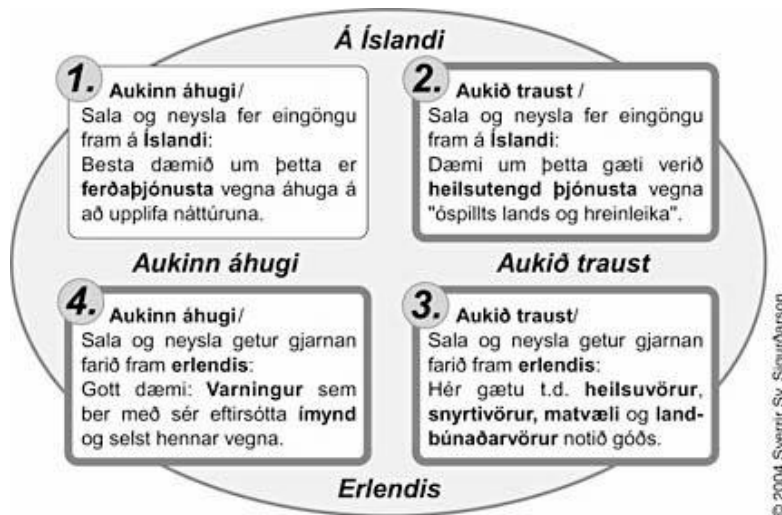 Á Íslandi
1. Aukinn áhugi/
Sala og neysla fer eingöngu
fram á Íslandi:
Besta dæmið um þetta er
ferðaþjónusta vegna áhuga á
að upplifa náttúruna.
2. Aukið traust /
Sala og neysla fer eingöngu
fram á Íslandi:
Dæmi um þetta gæti verið
heilsutengd þjónusta vegna
"óspillts lands og hreinleika".
Aukinn áhugi
Aukið traust
4. Aukinn áhugi/
Sala og neysla getur gjarnan
farið fram erlendis:
Gott dæmi: Varningur sem
ber með sér eftirsótta ímynd
og selst hennar vegna.
3. Aukið traust/
Sala og neysla getur gjarnan
farið fram erlendis:
Hér gætu t.d. heilsuvörur,
snyrtivörur, matvæli og land-
búnaðarvörur notið góðs.
Erlendis
© 2004 Sverrir Sv. Sigurðarson